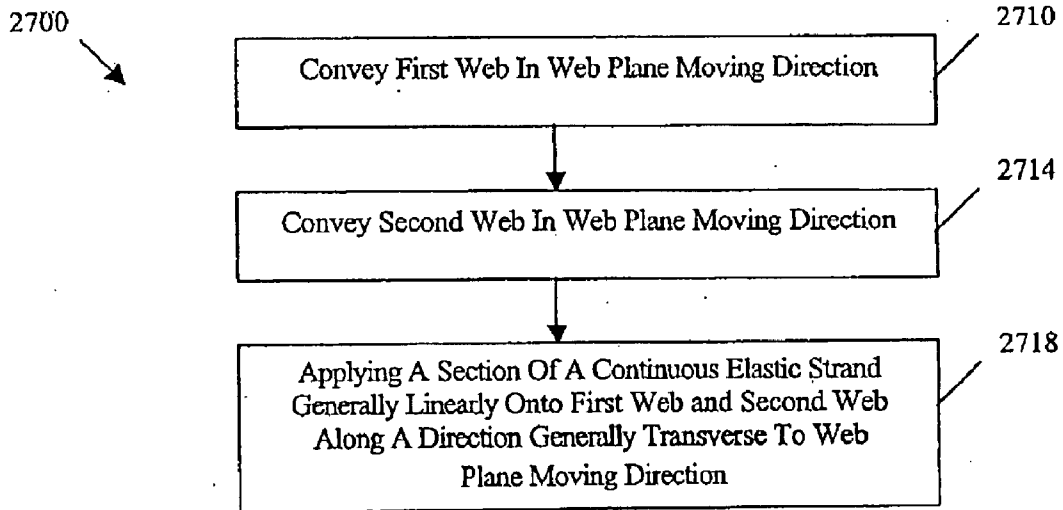 2700
2710
Convey First Web In Web Plane Moving Direction
2714
Convey Second Web In Web Plane Moving Direction
2718
Applying A Section Of A Continuous Elastic Strand
Generally Linearly Onto First Web and Second Web
Along A Direction Generally Transverse To Web
Plane Moving Direction